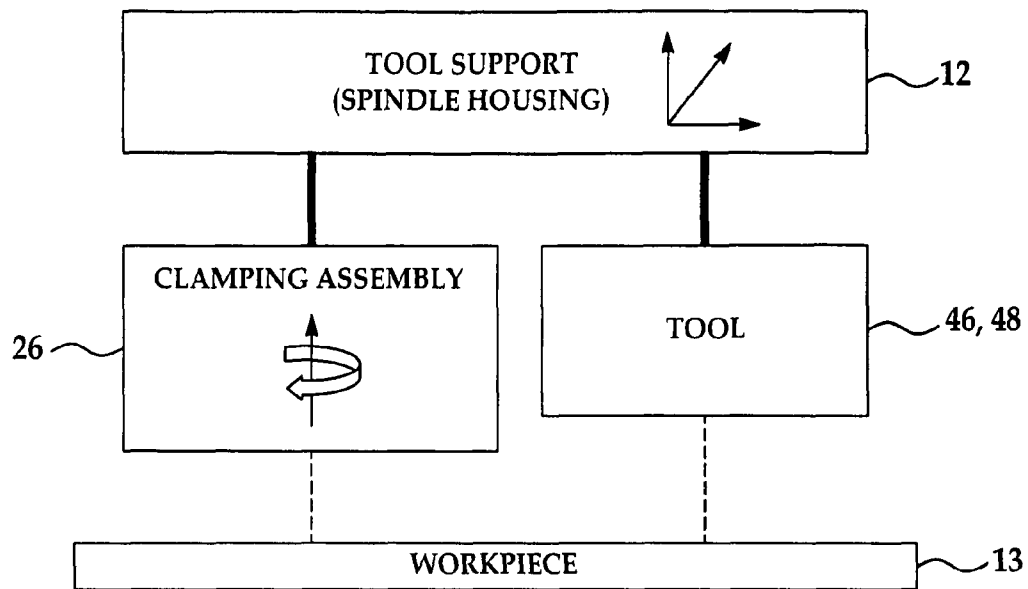 TOOL SUPPORT
(SPINDLE HOUSING)
12
CLAMPING ASSEMBLY
26
TOOL
46, 48
WORKPIECE
13